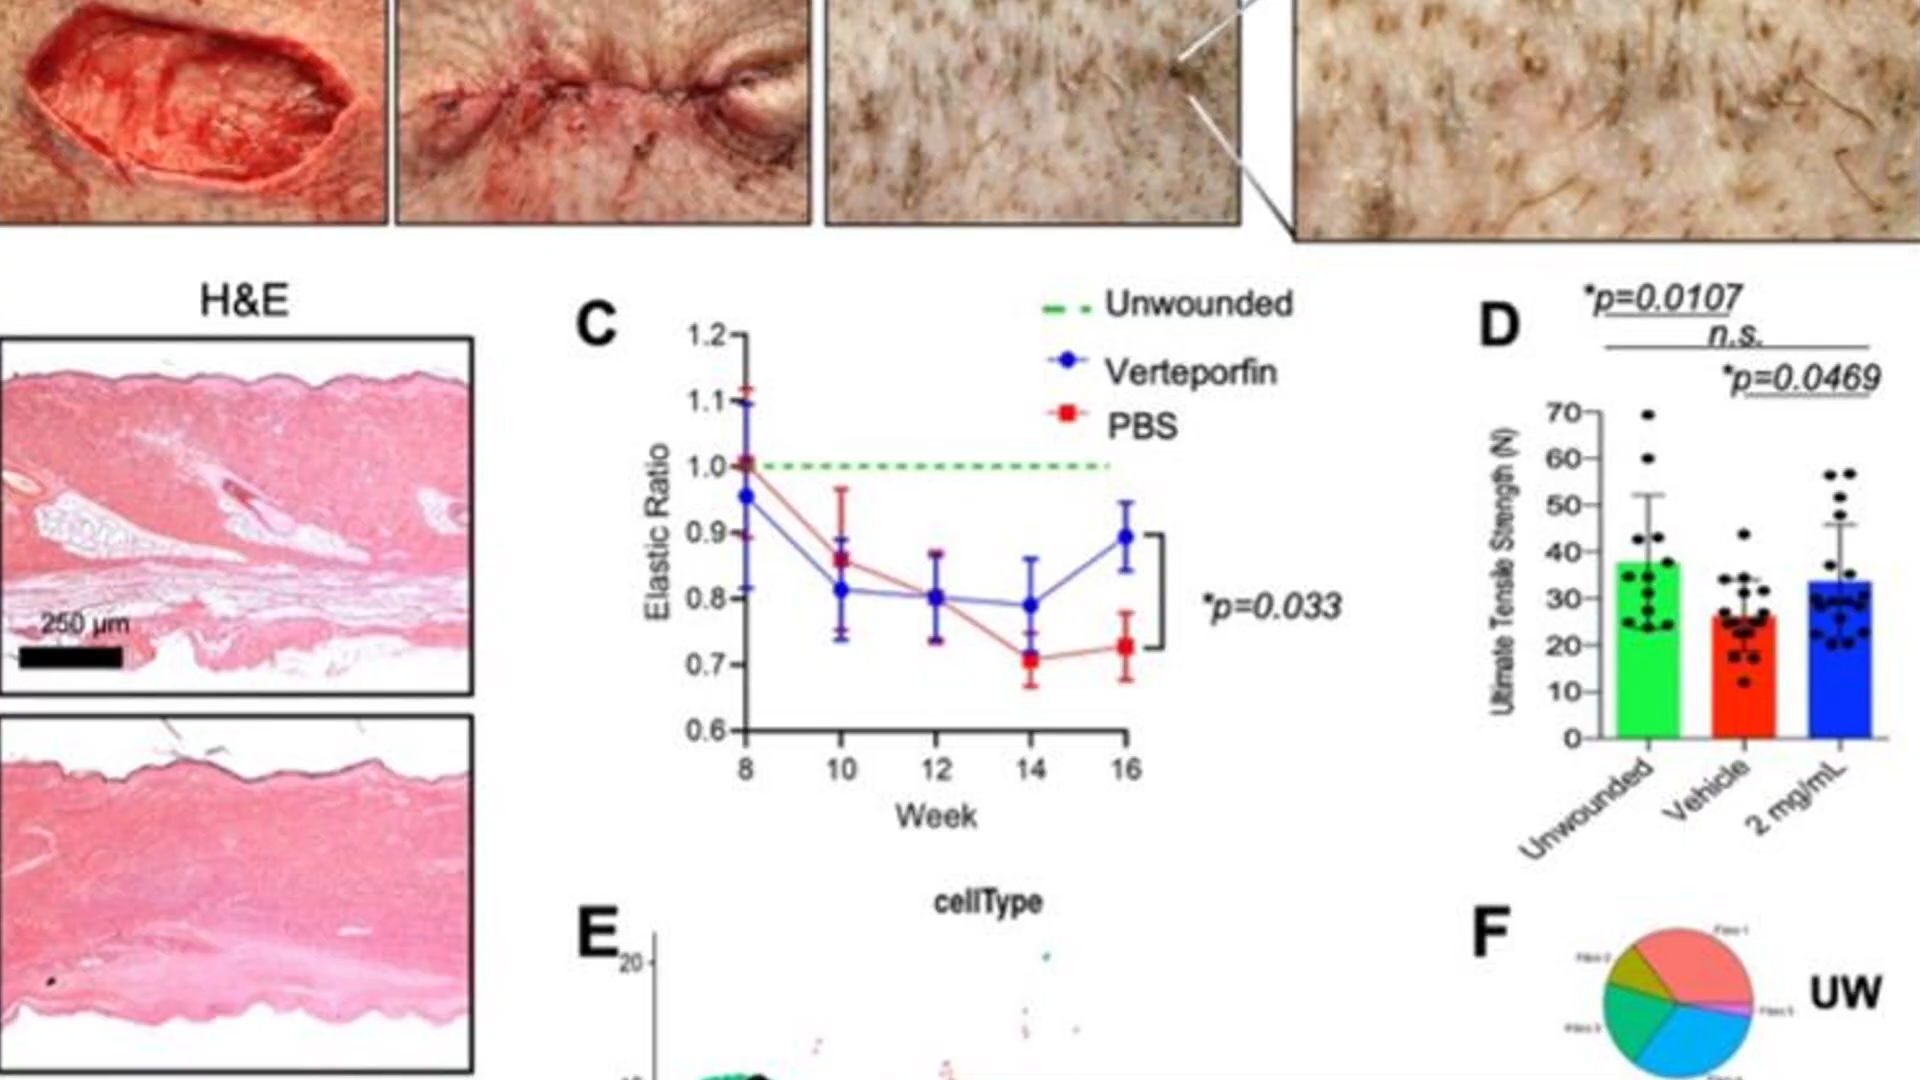 H&E
250 µm
C
Unwounded
Verteporfin
PBS
1.2
1.1
1.0
0.9
0.8
0.7
0.6
Elastic Ratio
8 10 12 14 16
Week
*p=0.033
D
*p=0.0107
n.s.
*p=0.0469
70
60
50
40
30
20
10
0
Ultimate Tensile Strength (N)
Unwounded
Vehicle
2 mg/mL
E
cellType
20
F
UW